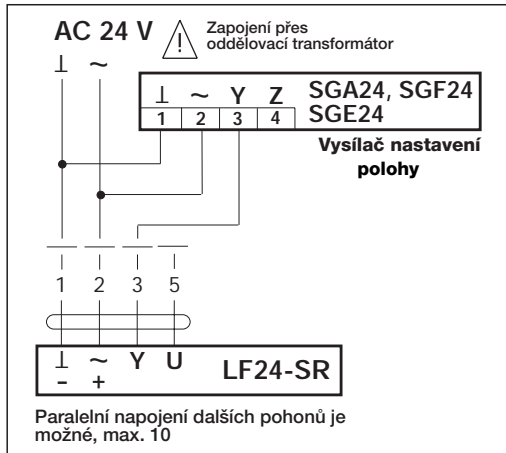 AC 24 V
Zapojení přes
oddělovací transformátor
⊥ ~
⊥ ~ Y Z
1 2 3 4
SGA24, SGF24
SGE24
Vysílač nastavení
polohy
1 2 3 5
⊥ ~ Y U
- +
LF24-SR
Paralelní napojení dalších pohonů je
možné, max. 10